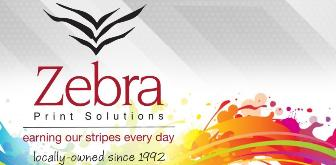 Zebra
Print Solutions
earning our stripes every day
locally-owned since 1992